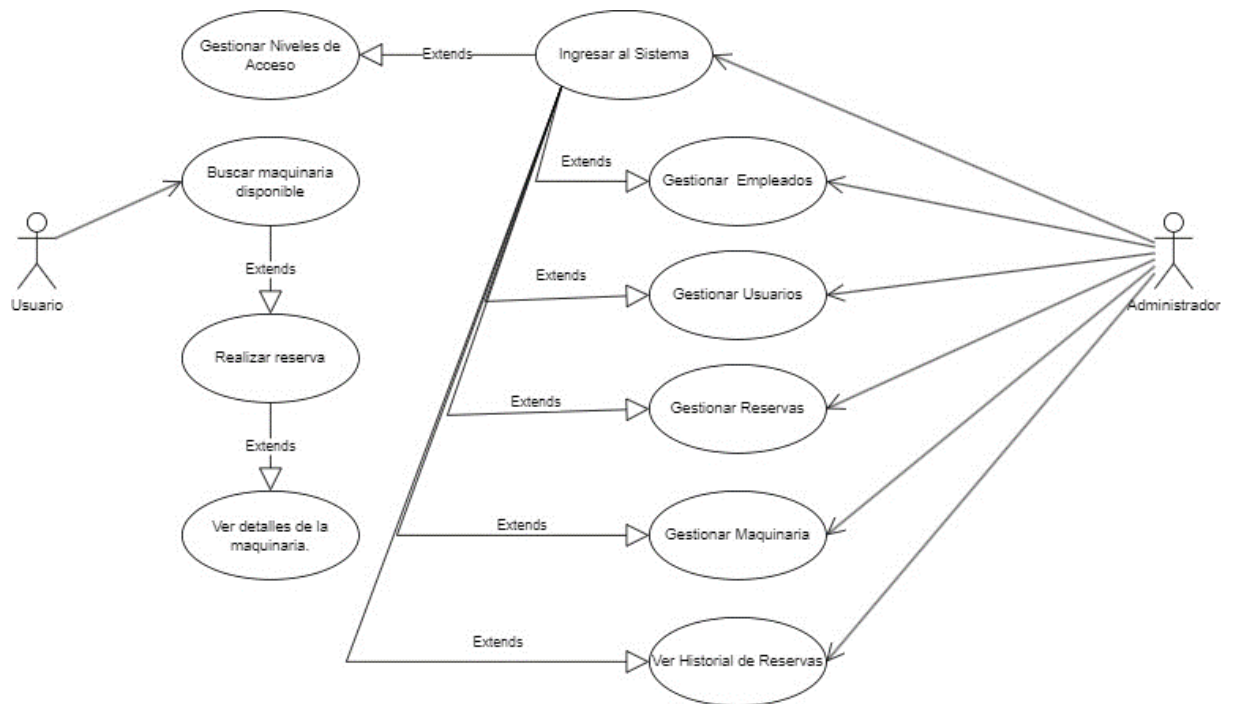 Gestionar Niveles de
Acceso
Extends
Ingresar al Sistema
Buscar maquinaria
disponible
Extends
Gestionar Empleados
Usuario
Extends
Extends
Gestionar Usuarios
Administrador
Realizar reserva
Extends
Gestionar Reservas
Extends
Ver detalles de la
maquinaria.
Extends
Gestionar Maquinaria
Extends
Ver Historial de Reservas